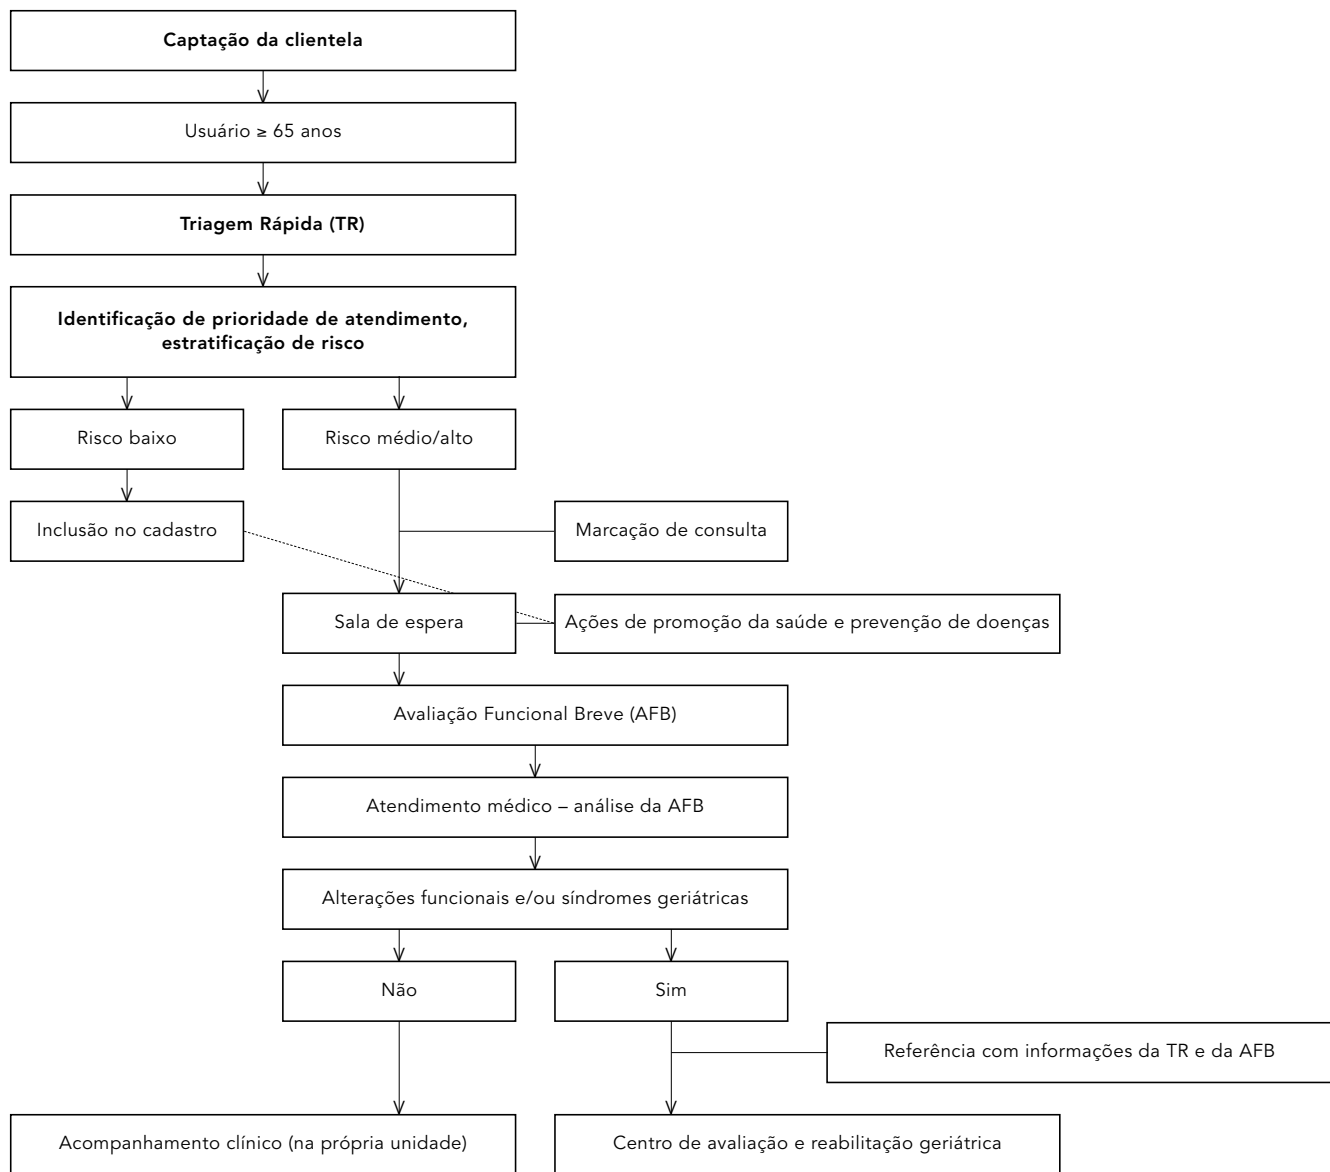 Captação da clientela
Usuário ≥ 65 anos
Triagem Rápida (TR)
Identificação de prioridade de atendimento,
estratificação de risco
Risco baixo
Risco médio/alto
Inclusão no cadastro
Marcação de consulta
Sala de espera
Ações de promoção da saúde e prevenção de doenças
Avaliação Funcional Breve (AFB)
Atendimento médico – análise da AFB
Alterações funcionais e/ou síndromes geriátricas
Não
Sim
Referência com informações da TR e da AFB
Acompanhamento clínico (na própria unidade)
Centro de avaliação e reabilitação geriátrica